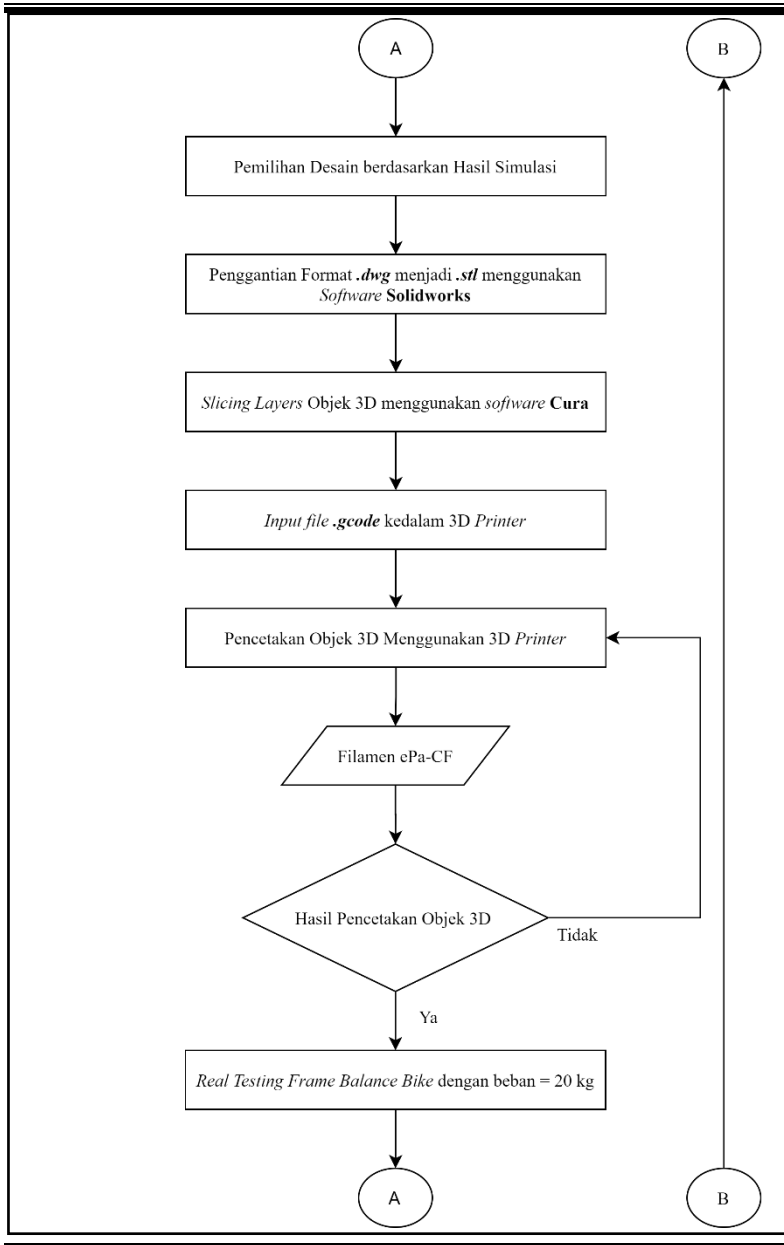 A
B
Pemilihan Desain berdasarkan Hasil Simulasi
Penggantian Format .dwg menjadi .stl menggunakan
Software Solidworks
Slicing Layers Objek 3D menggunakan software Cura
Input file .gcode kedalam 3D Printer
Pencetakan Objek 3D Menggunakan 3D Printer
Filamen ePa-CF
Hasil Pencetakan Objek 3D
Tidak
Ya
Real Testing Frame Balance Bike dengan beban = 20 kg
A
B